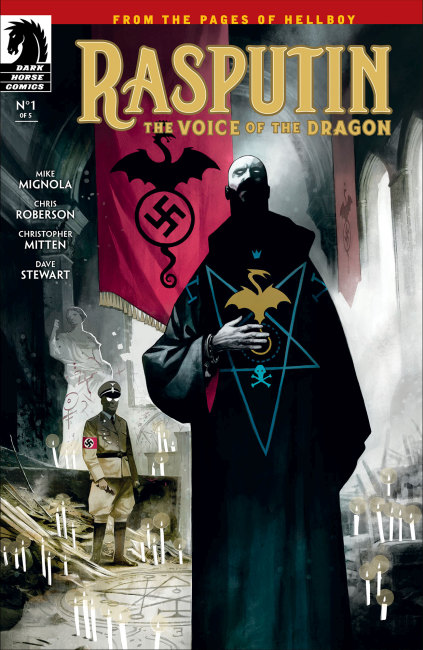 FROM THE PAGES OF HELLBOY
DARK
HORSE
COMICS
RASPUTIN
THE VOICE OF THE DRAGON
Nº1
OF 5
MIKE
MIGNOLA
CHRIS
ROBERSON
CHRISTOPHER
MITTEN
DAVE
STEWART